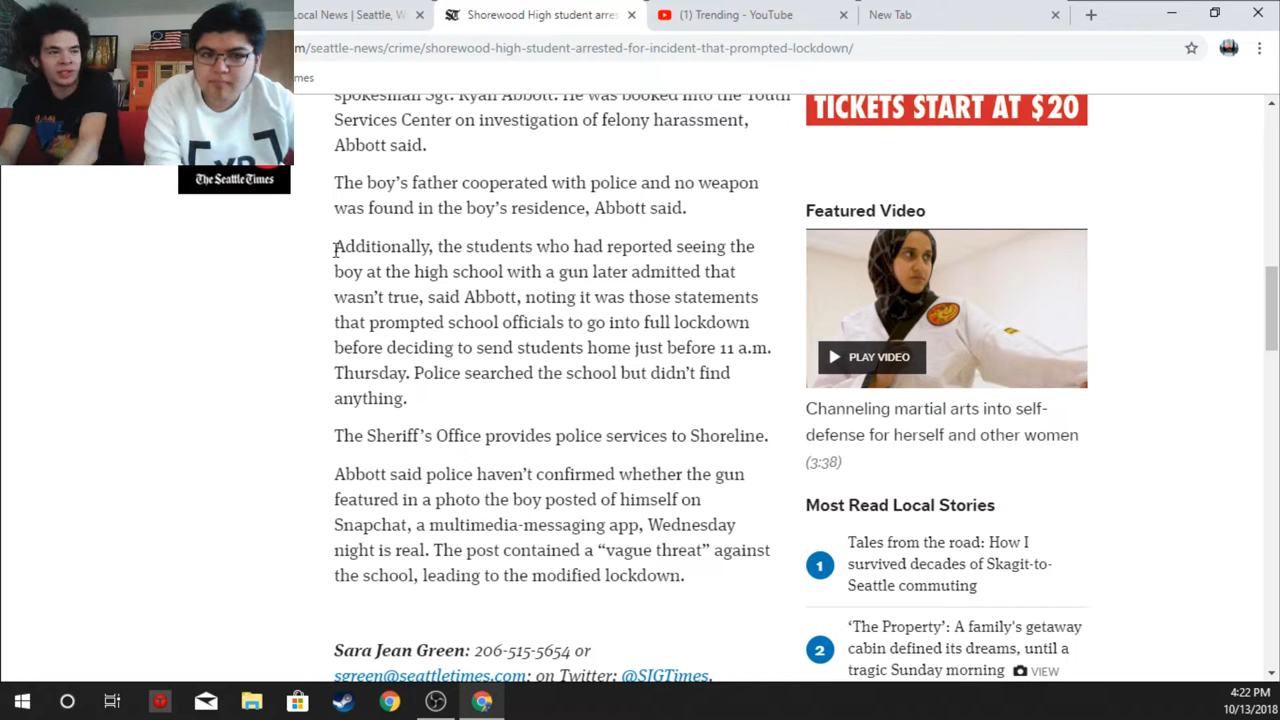 Local News | Seattle, W
Shorewood High student arres
(1) Trending - YouTube
New Tab
m/seattle-news/crime/shorewood-high-student-arrested-for-incident-that-prompted-lockdown/
mes
spokesman Sgt. Ryan Abbott. He was booked into the Youth
Services Center on investigation of felony harassment,
Abbott said.
The boy's father cooperated with police and no weapon
was found in the boy's residence, Abbott said.
Additionally, the students who had reported seeing the
boy at the high school with a gun later admitted that
wasn't true, said Abbott, noting it was those statements
that prompted school officials to go into full lockdown
before deciding to send students home just before 11 a.m.
Thursday. Police searched the school but didn't find
anything.
The Sheriff's Office provides police services to Shoreline.
Abbott said police haven't confirmed whether the gun
featured in a photo the boy posted of himself on
Snapchat, a multimedia-messaging app, Wednesday
night is real. The post contained a “vague threat” against
the school, leading to the modified lockdown.
Sara Jean Green: 206-515-5654 or
sgreen@seattletimes.com; on Twitter: @SJGTimes.
The Seattle Times
TICKETS START AT $20
Featured Video
PLAY VIDEO
Channeling martial arts into self-
defense for herself and other women
(3:38)
Most Read Local Stories
1
Tales from the road: How I
survived decades of Skagit-to-
Seattle commuting
2
‘The Property’: A family's getaway
cabin defined its dreams, until a
tragic Sunday morning VIEW
4:22 PM
10/13/2018